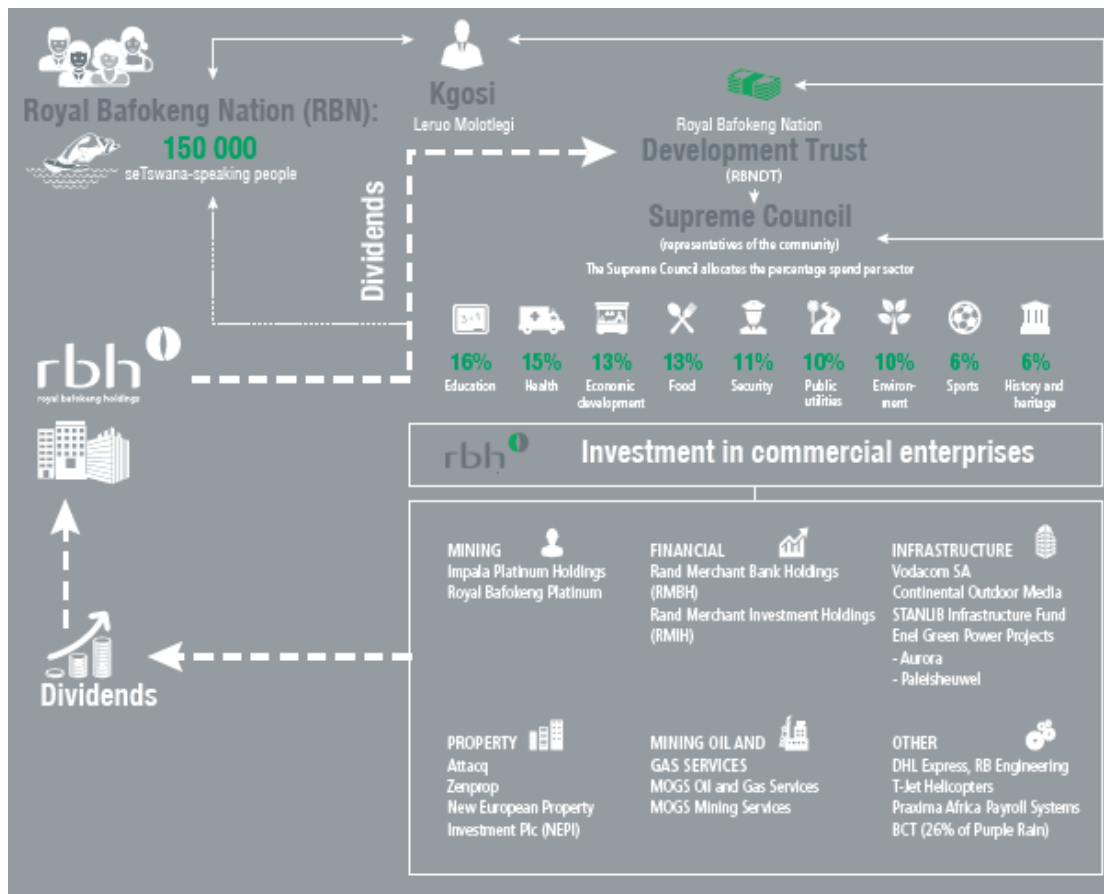 Royal Bafokeng Nation (RBN):
150 000
seTswana-speaking people
Kgosi
Leruo Molotlegi
Royal Bafokeng Nation
Development Trust
(RBNDT)
Supreme Council
(representatives of the community)
The Supreme Council allocates the percentage spend per sector
Dividends
rbh
royal bafokeng holdings
3+1
16%
Education
15%
Health
13%
Economic
development
13%
Food
11%
Security
10%
Public
utilities
10%
Environ-
ment
6%
Sports
6%
History and
heritage
rbh
Investment in commercial enterprises
MINING
Impala Platinum Holdings
Royal Bafokeng Platinum
FINANCIAL
Rand Merchant Bank Holdings
(RMBH)
Rand Merchant Investment Holdings
(RMIH)
INFRASTRUCTURE
Vodacom SA
Continental Outdoor Media
STANLIB Infrastructure Fund
Enel Green Power Projects
- Aurora
- Paleisheuwel
Dividends
PROPERTY
Attacq
Zenprop
New European Property
Investment Plc (NEPI)
MINING OIL AND
GAS SERVICES
MOGS Oil and Gas Services
MOGS Mining Services
OTHER
DHL Express, RB Engineering
T-Jet Helicopters
Praxima Africa Payroll Systems
BCT (26% of Purple Rain)